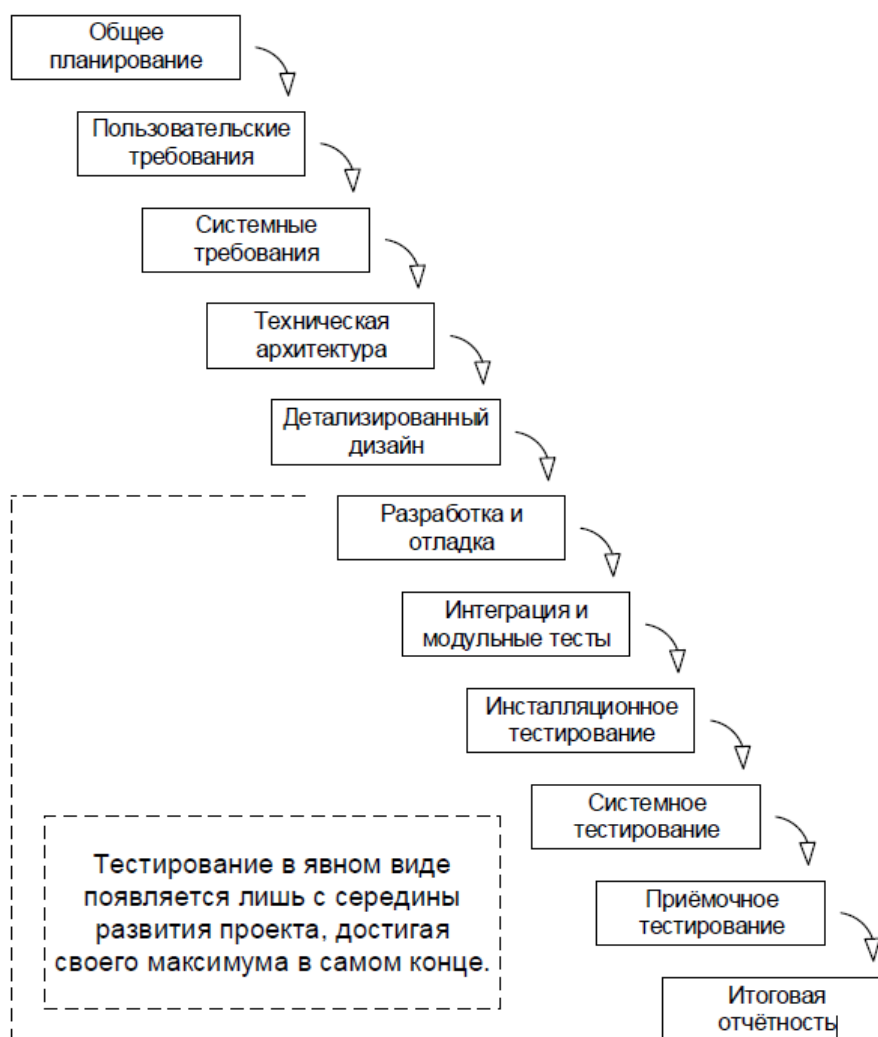 Общее
планирование
Пользовательские
требования
Системные
требования
Техническая
архитектура
Детализированный
дизайн
Разработка и
отладка
Интеграция и
модульные тесты
Инсталляционное
тестирование
Системное
тестирование
Тестирование в явном виде
появляется лишь с середины
развития проекта, достигая
своего максимума в самом конце.
Приёмочное
тестирование
Итоговая
отчётность